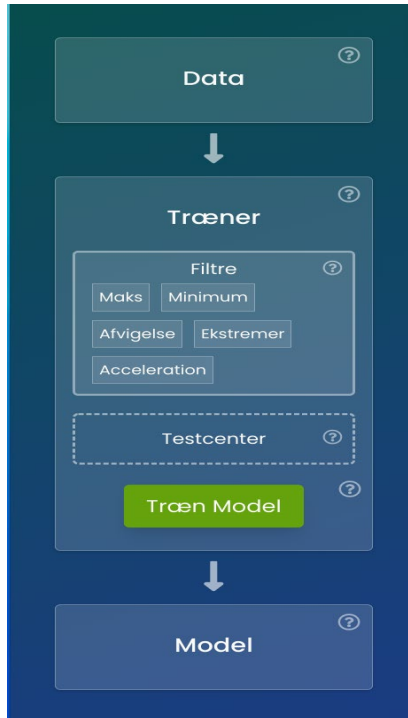 Data
Træner
Filtre
Maks Minimum
Afvigelse Ekstremer
Acceleration
Testcenter
Træn Model
Model